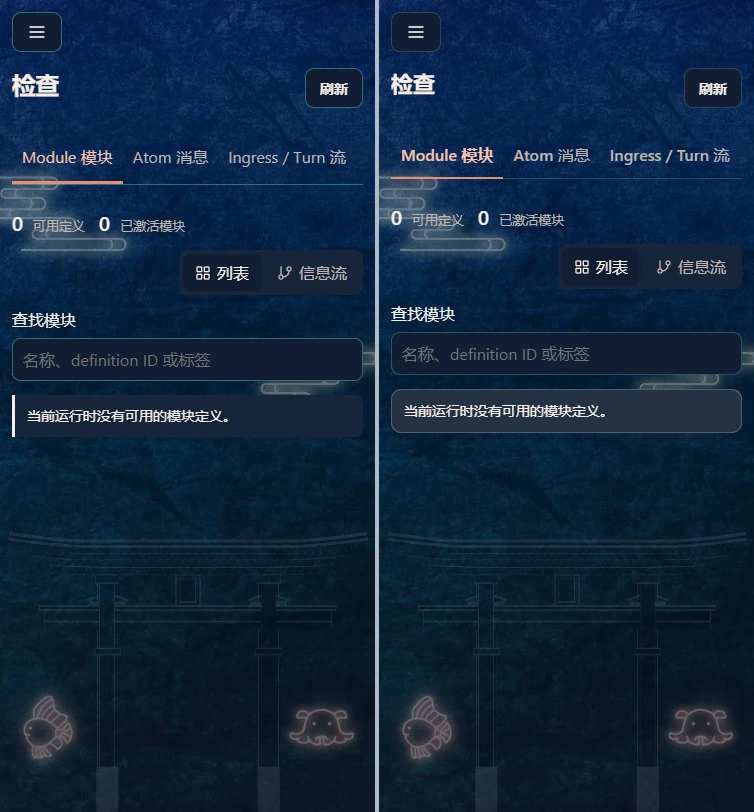 检查
刷新
Module 模块 Atom 消息 Ingress / Turn 流
0 可用定义 0 已激活模块
列表 信息流
查找模块
名称、definition ID 或标签
当前运行时没有可用的模块定义。
检查
刷新
Module 模块 Atom 消息 Ingress / Turn 流
0 可用定义 0 已激活模块
列表 信息流
查找模块
名称、definition ID 或标签
当前运行时没有可用的模块定义。